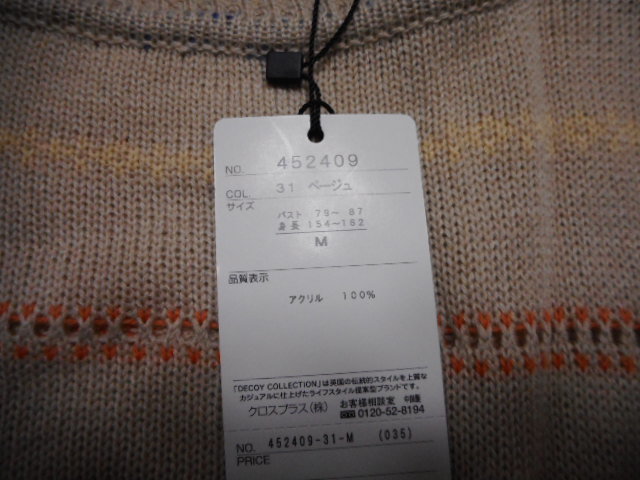 NO. 452409
COL. 31 ベージュ
サイズ
バスト 79～ 87
身長 154～162
M
品質表示
アクリル 100%
「DECOY COLLECTION」は英国の伝統的スタイルを上質な
カジュアルに仕上げたライフスタイル提案型ブランドです。
クロスプラス(株) お客様相談室 中国製
0120-52-8194
NO. 452409-31-M (035)
PRICE